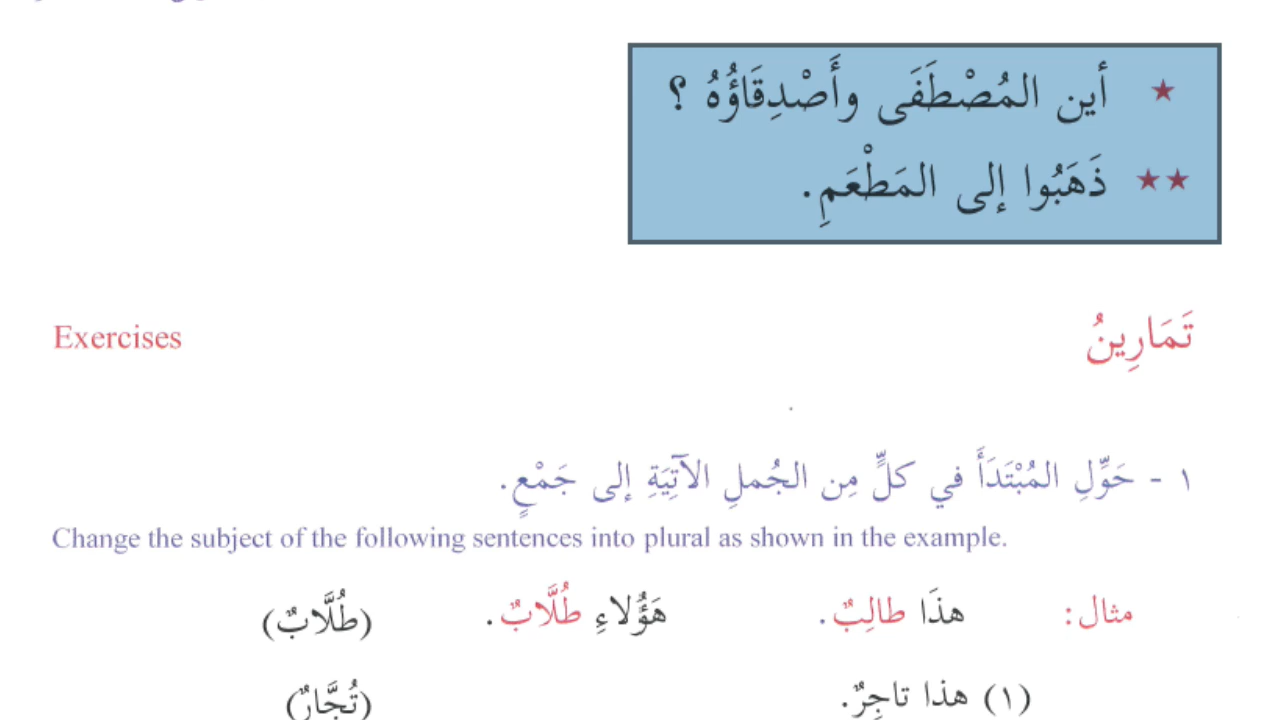 ★ أين المُصْطَفَى وأَصْدِقَاؤُهُ ؟
★★ ذَهَبُوا إلى المَطْعَمِ.
تَمَارِينُ Exercises
١ - حَوِّلِ المُبْتَدَأَ في كلٍّ مِن الجُملِ الآتِيَةِ إلى جَمْعٍ.
Change the subject of the following sentences into plural as shown in the example.
مثال: هذَا طالِبٌ. هَؤُلاءِ طُلَّابٌ. (طُلَّابٌ)
(١) هذا تاجِرٌ. (تُجَّارٌ)